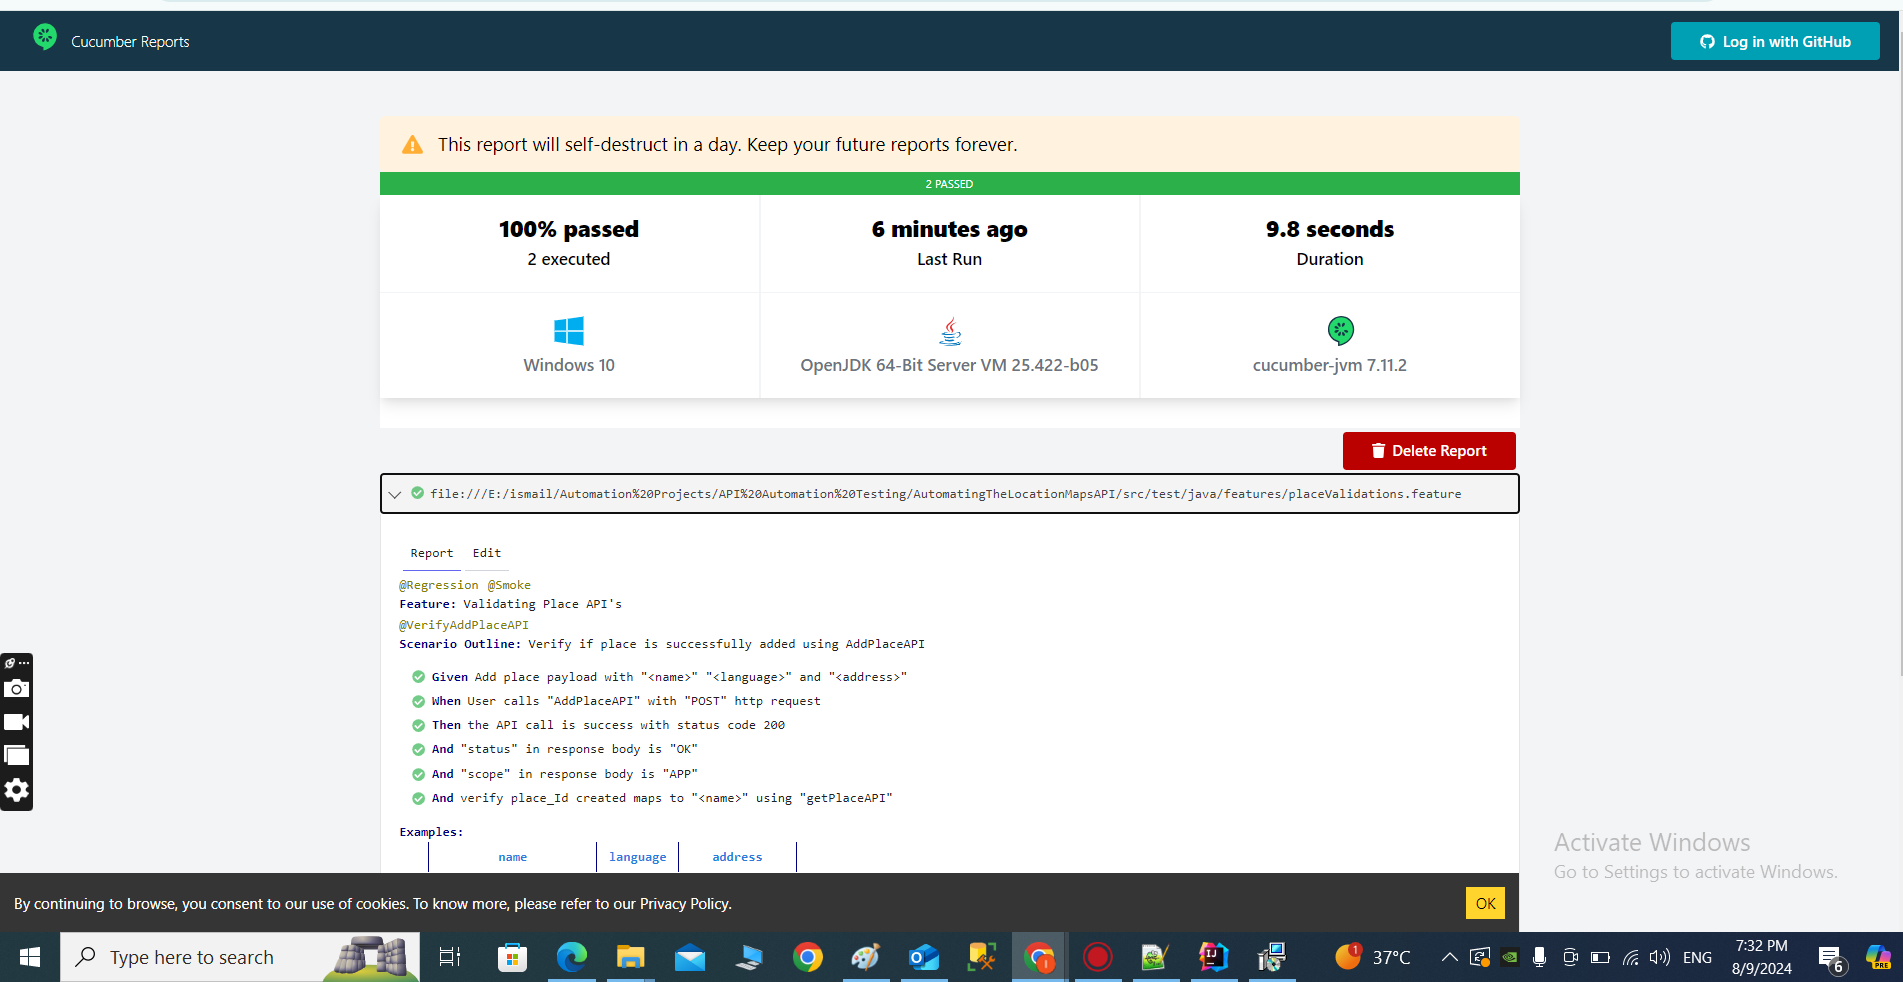 Cucumber Reports
Log in with GitHub
This report will self-destruct in a day. Keep your future reports forever.
2 PASSED
100% passed
2 executed
6 minutes ago
Last Run
9.8 seconds
Duration
Windows 10
OpenJDK 64-Bit Server VM 25.422-b05
cucumber-jvm 7.11.2
Delete Report
file:///E:/ismail/Automation%20Projects/API%20Automation%20Testing/AutomatingTheLocationMapsAPI/src/test/java/features/placeValidations.feature
Report Edit
@Regression @Smoke
Feature: Validating Place API's
@VerifyAddPlaceAPI
Scenario Outline: Verify if place is successfully added using AddPlaceAPI
Given Add place payload with "<name>" "<language>" and "<address>"
When User calls "AddPlaceAPI" with "POST" http request
Then the API call is success with status code 200
And "status" in response body is "OK"
And "scope" in response body is "APP"
And verify place_Id created maps to "<name>" using "getPlaceAPI"
Examples:
name language address
Activate Windows
Go to Settings to activate Windows.
By continuing to browse, you consent to our use of cookies. To know more, please refer to our Privacy Policy.
OK
Type here to search
1
37°C
ENG
7:32 PM
8/9/2024
6
PRE